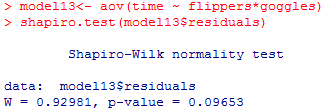 > model13<- aov(time ~ flippers*goggles)
> shapiro.test(model13$residuals)
Shapiro-Wilk normality test
data:  model13$residuals
W = 0.92981, p-value = 0.09653